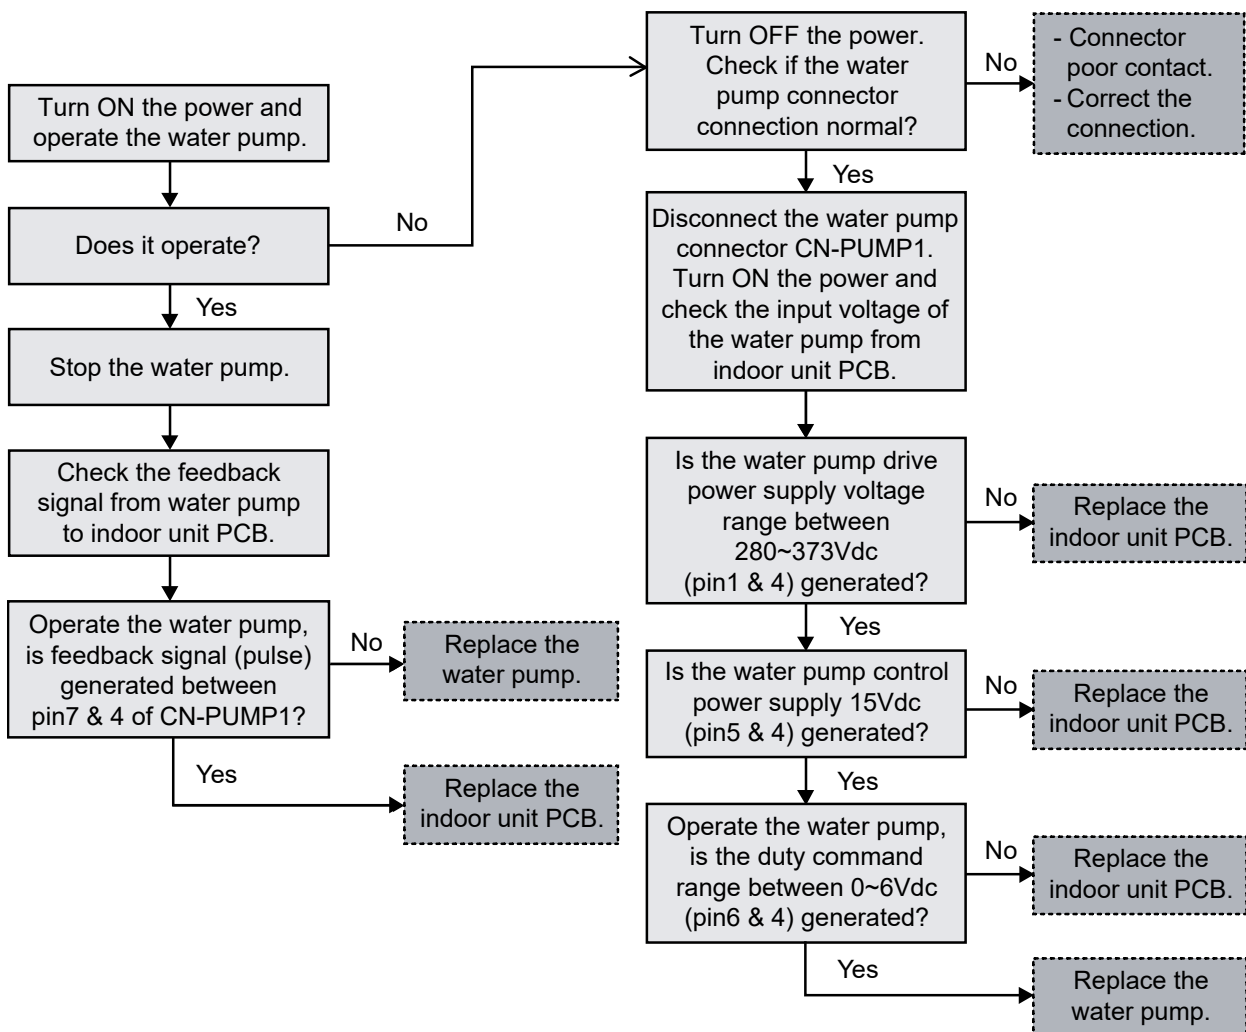 Turn ON the power and
operate the water pump.
Does it operate?
No
Yes
Stop the water pump.
Check the feedback
signal from water pump
to indoor unit PCB.
Operate the water pump,
is feedback signal (pulse)
generated between
pin7 & 4 of CN-PUMP1?
No
Replace the
water pump.
Yes
Replace the
indoor unit PCB.
Turn OFF the power.
Check if the water
pump connector
connection normal?
No
- Connector
poor contact.
- Correct the
connection.
Yes
Disconnect the water pump
connector CN-PUMP1.
Turn ON the power and
check the input voltage of
the water pump from
indoor unit PCB.
Is the water pump drive
power supply voltage
range between
280~373Vdc
(pin1 & 4) generated?
No
Replace the
indoor unit PCB.
Yes
Is the water pump control
power supply 15Vdc
(pin5 & 4) generated?
No
Replace the
indoor unit PCB.
Yes
Operate the water pump,
is the duty command
range between 0~6Vdc
(pin6 & 4) generated?
No
Replace the
indoor unit PCB.
Yes
Replace the
water pump.